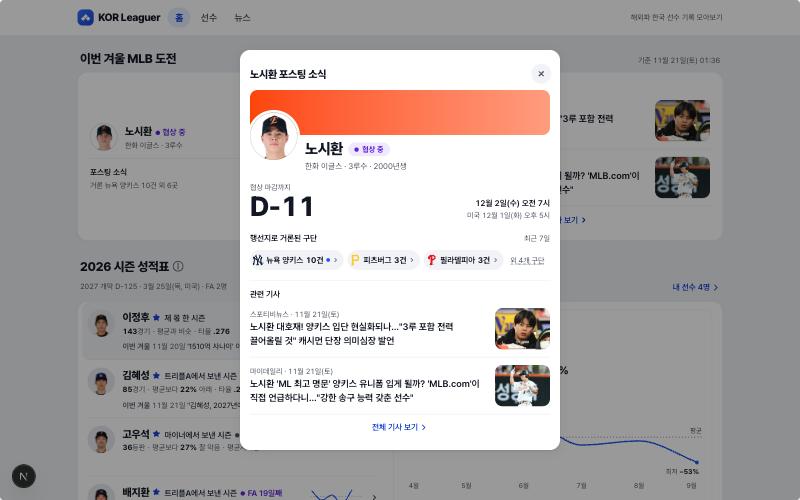 KOR Leaguer 홈 선수 뉴스
해외파 한국 선수 기록 모아보기
이번 겨울 MLB 도전
기준 11월 21일(토) 01:36
노시환 협상 중
한화 이글스 · 3루수
포스팅 소식
거론 뉴욕 양키스 10건 외 6곳
노시환 포스팅 소식
노시환 협상 중
한화 이글스 · 3루수 · 2000년생
협상 마감까지
D-11
12월 2일(수) 오전 7시
미국 12월 1일(화) 오후 5시
행선지로 거론된 구단
최근 7일
뉴욕 양키스 10건
피츠버그 3건
필라델피아 3건
외 4개 구단
관련 기사
스포티비뉴스 · 11월 21일(토)
노시환 대호재! 양키스 입단 현실화되나..."3루 포함 전력
끌어올릴 것" 캐시먼 단장 의미심장 발언
마이데일리 · 11월 21일(토)
노시환 'ML 최고 명문' 양키스 유니폼 입게 될까? 'MLB.com'이
직접 언급하다니..."강한 송구 능력 갖춘 선수"
전체 기사 보기
"3루 포함 전력
될까? 'MLB.com'이
선수"
보기
2026 시즌 성적표
2027 개막 D-125 · 3월 25일(목, 미국) · FA 2명
내 선수 4명
이정후 제 몫 한 시즌
143경기 · 평균과 비슷 · 타율 .276
이번 겨울 11월 20일 '1510억 사나이'
김혜성 트리플A에서 보낸 시즌
85경기 · 평균보다 22% 아래 · 타율
이번 겨울 11월 21일 "김혜성, 2027년
고우석 마이너에서 보낸 시즌
36등판 · 평균보다 27% 잘 막음 · 평균
배지환 트리플A에서 보낸 시즌 FA 19일째
%
평균
최저 −53%
4월 5월 6월 7월 8월 9월
N